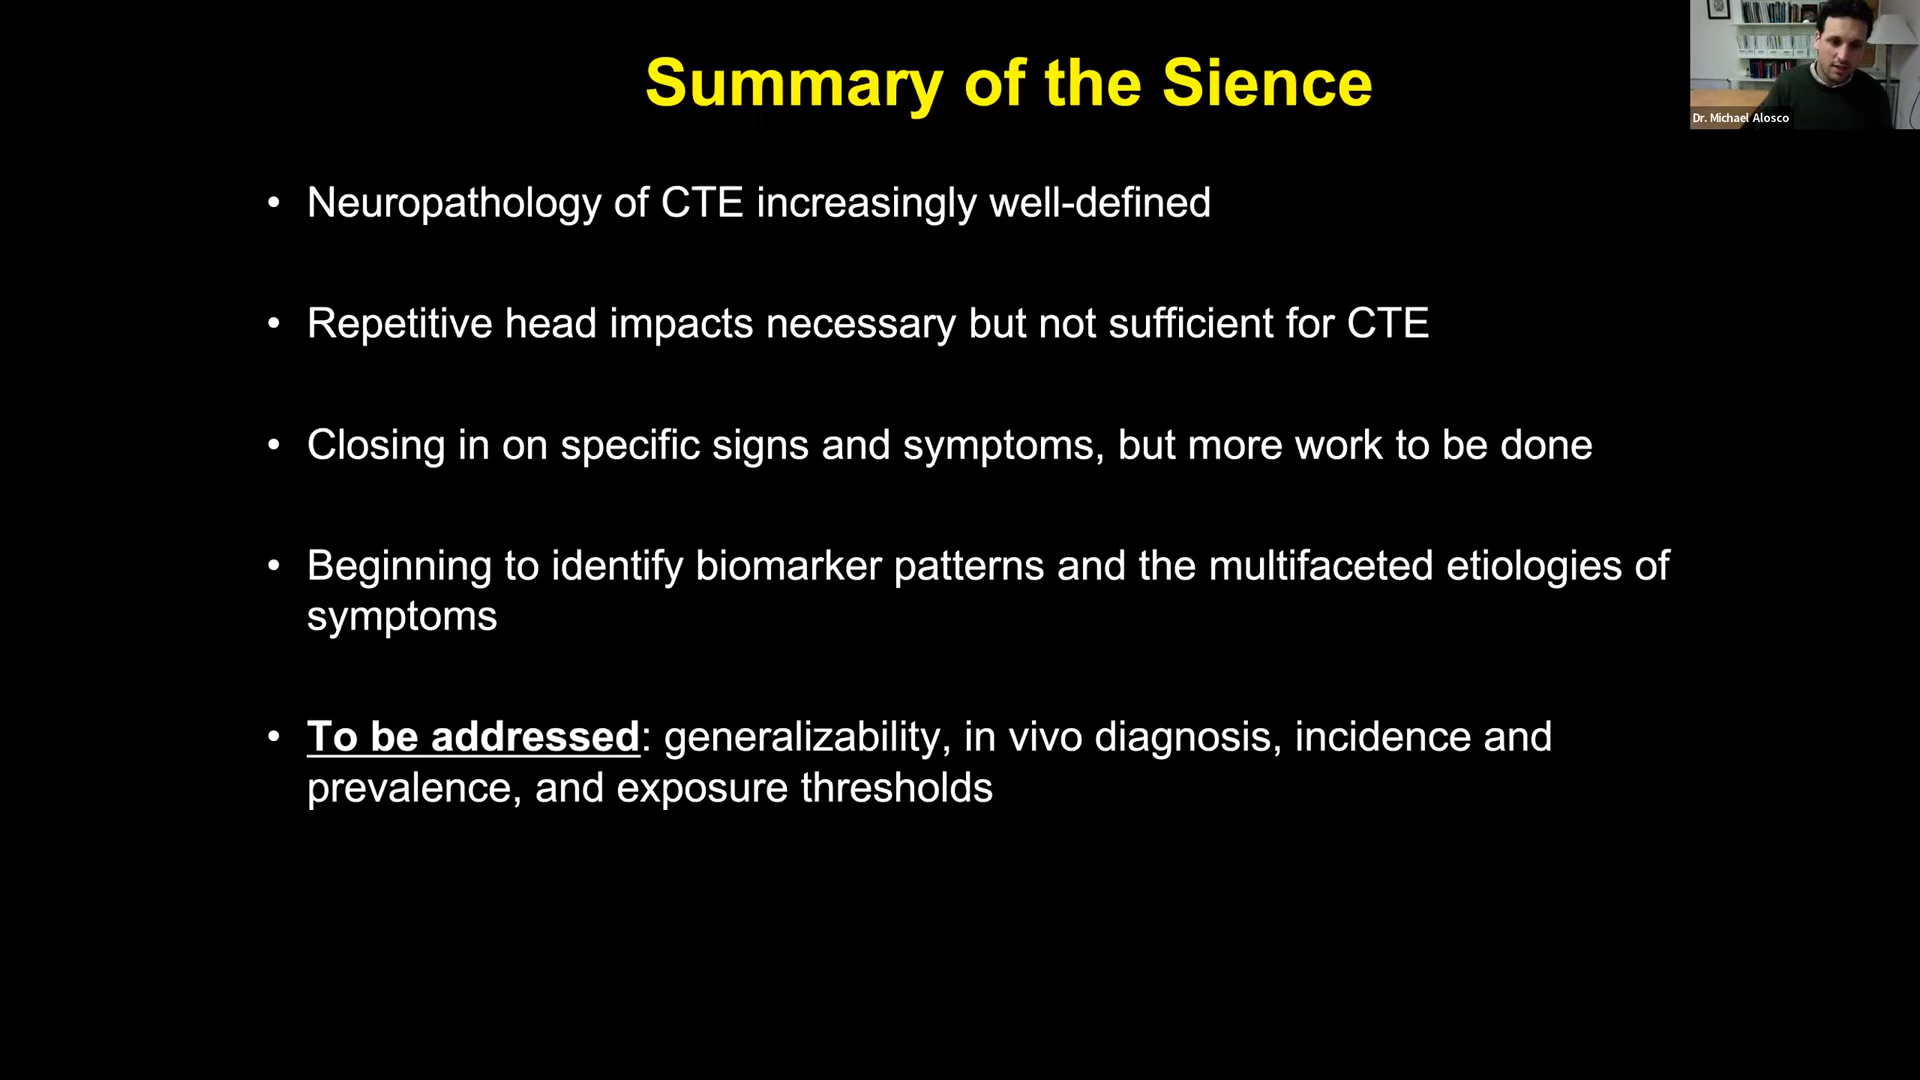 Summary of the Sience
Dr. Michael Alosco
• Neuropathology of CTE increasingly well-defined
• Repetitive head impacts necessary but not sufficient for CTE
• Closing in on specific signs and symptoms, but more work to be done
• Beginning to identify biomarker patterns and the multifaceted etiologies of
symptoms
• To be addressed: generalizability, in vivo diagnosis, incidence and
prevalence, and exposure thresholds